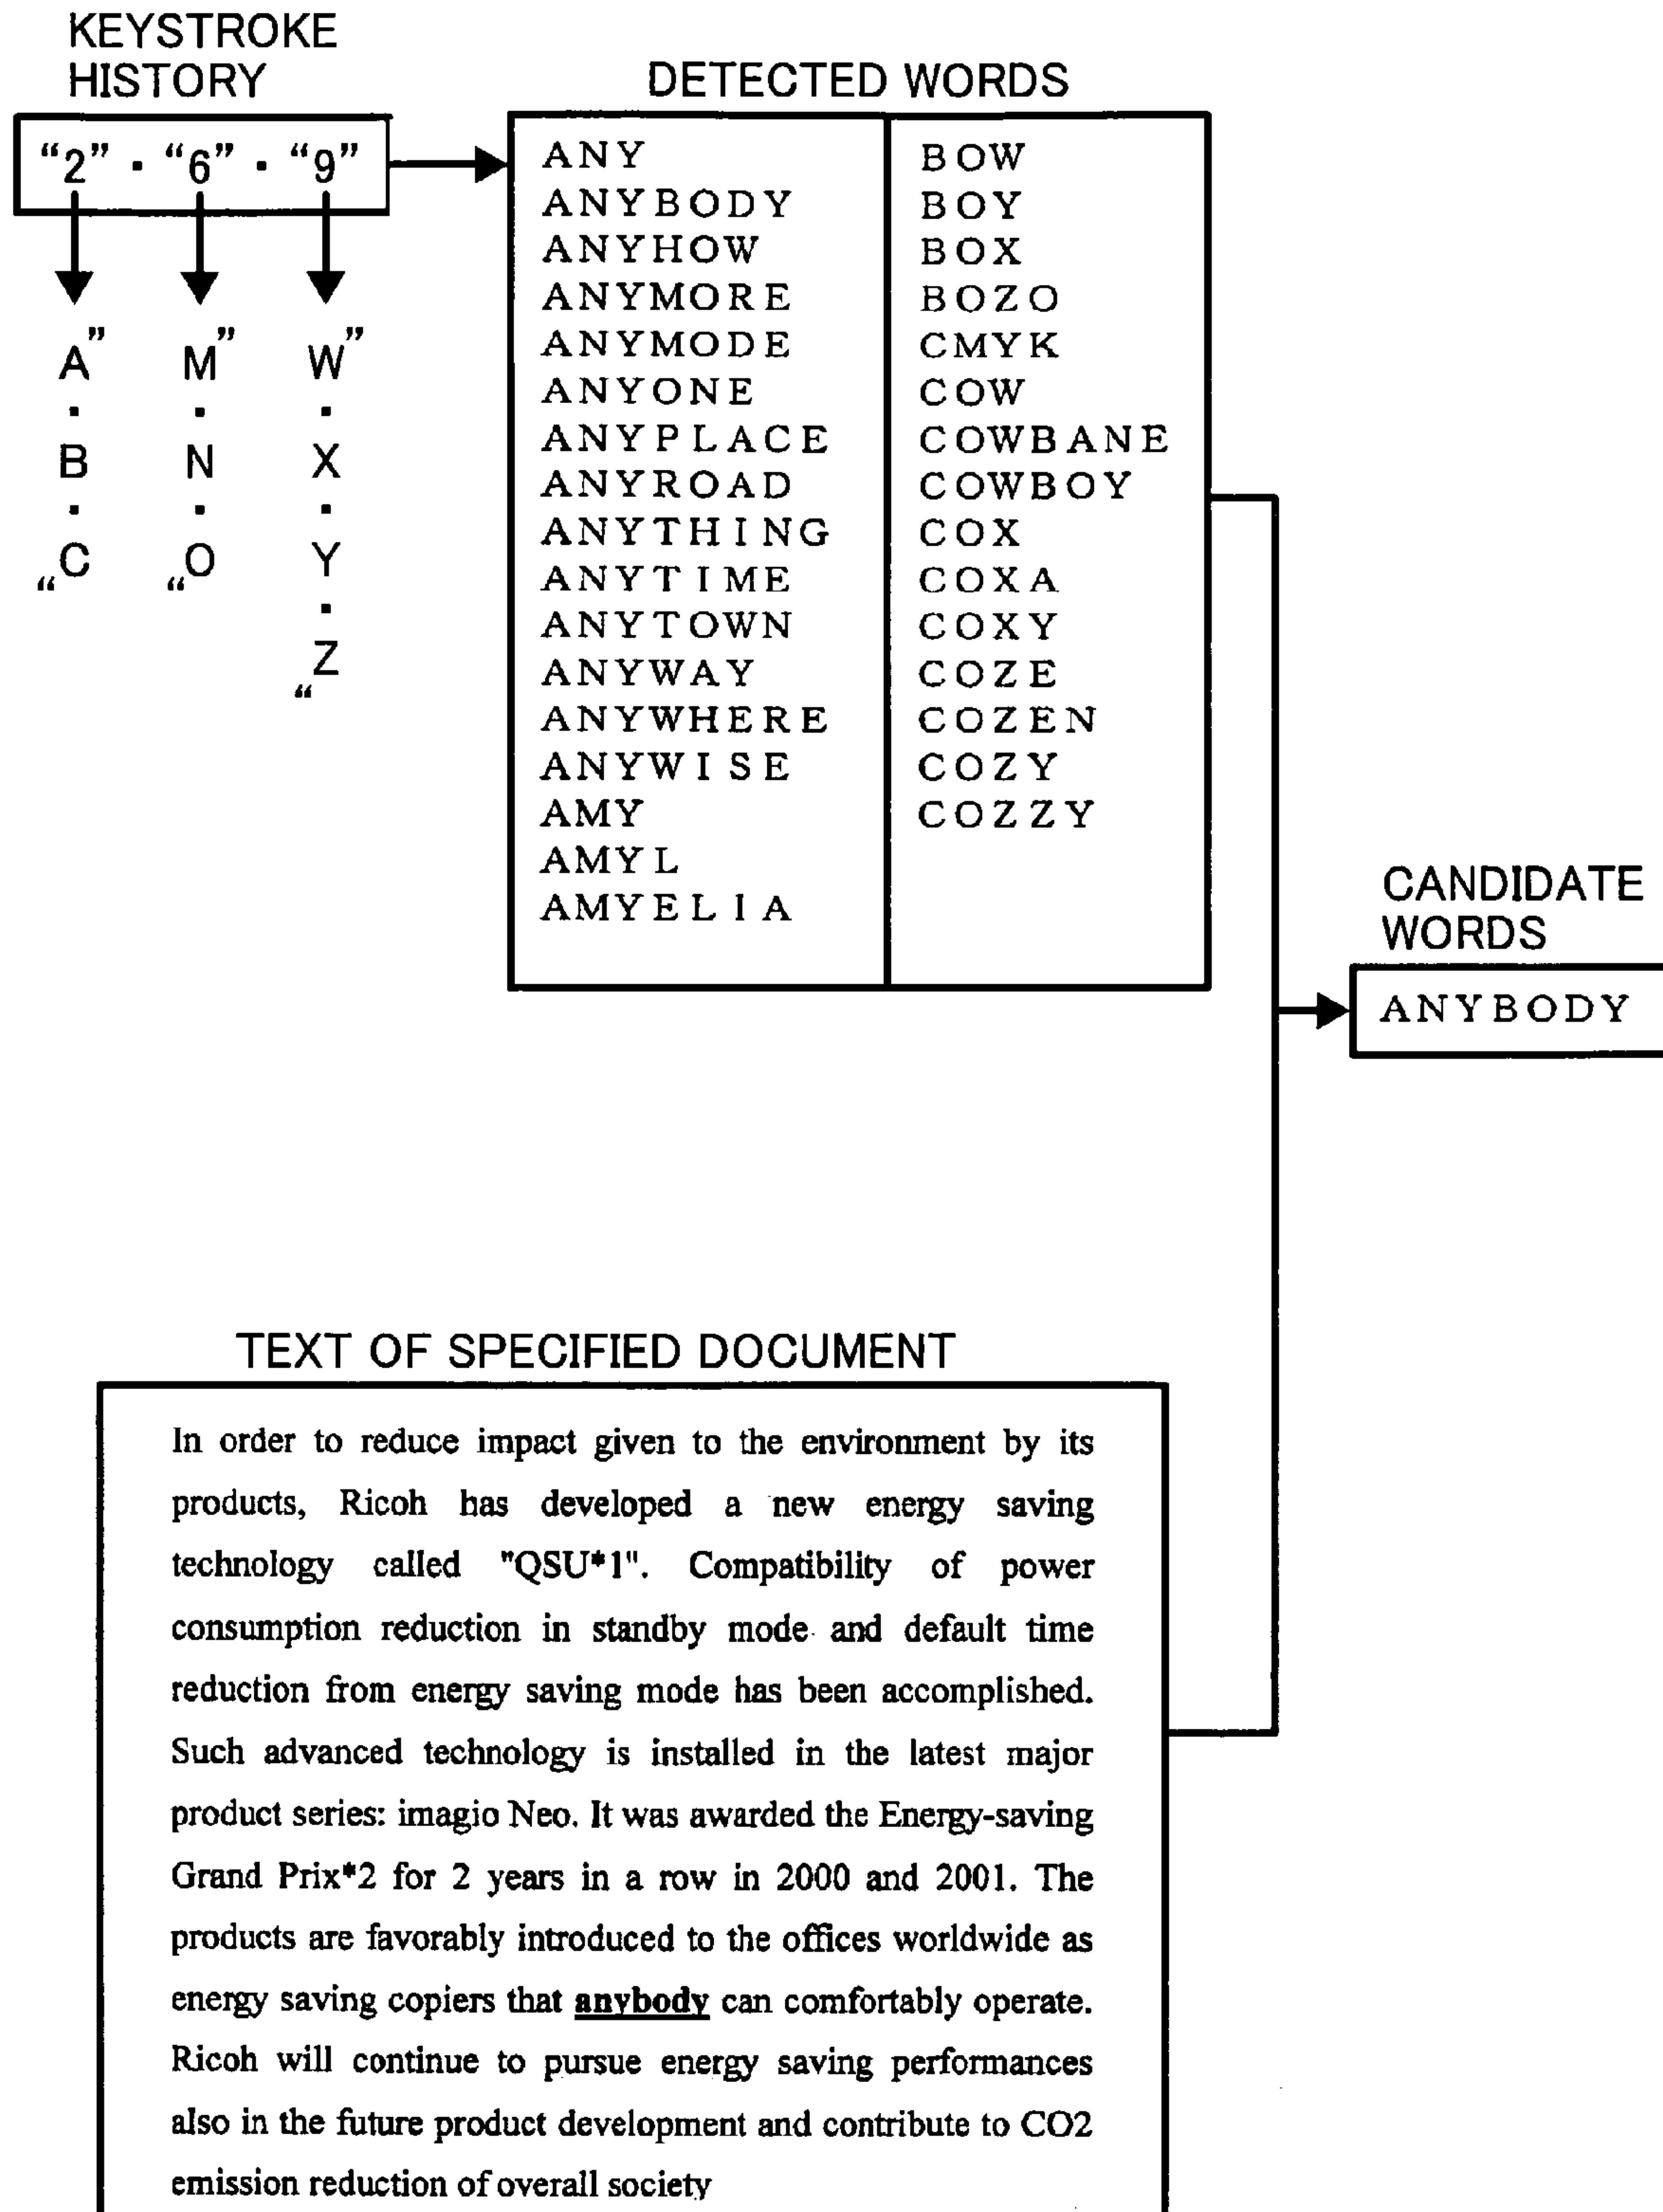 KEYSTROKE
HISTORY
“2” · “6” · “9”
A”
·
B
·
“C
M”
·
N
·
“O
W”
·
X
·
Y
·
Z
“
DETECTED WORDS
ANY
ANYBODY
ANYHOW
ANYMORE
ANYMODE
ANYONE
ANYPLACE
ANYROAD
ANYTHING
ANYTIME
ANYTOWN
ANYWAY
ANYWHERE
ANYWISE
AMY
AMYL
AMYELIA
BOW
BOY
BOX
BOZO
CMYK
COW
COWBANE
COWBOY
COX
COXA
COXY
COZE
COZEN
COZY
COZZY
CANDIDATE
WORDS
ANYBODY
TEXT OF SPECIFIED DOCUMENT
In order to reduce impact given to the environment by its
products, Ricoh has developed a new energy saving
technology called "QSU*1". Compatibility of power
consumption reduction in standby mode and default time
reduction from energy saving mode has been accomplished.
Such advanced technology is installed in the latest major
product series: imagio Neo. It was awarded the Energy-saving
Grand Prix*2 for 2 years in a row in 2000 and 2001. The
products are favorably introduced to the offices worldwide as
energy saving copiers that anybody can comfortably operate.
Ricoh will continue to pursue energy saving performances
also in the future product development and contribute to CO2
emission reduction of overall society